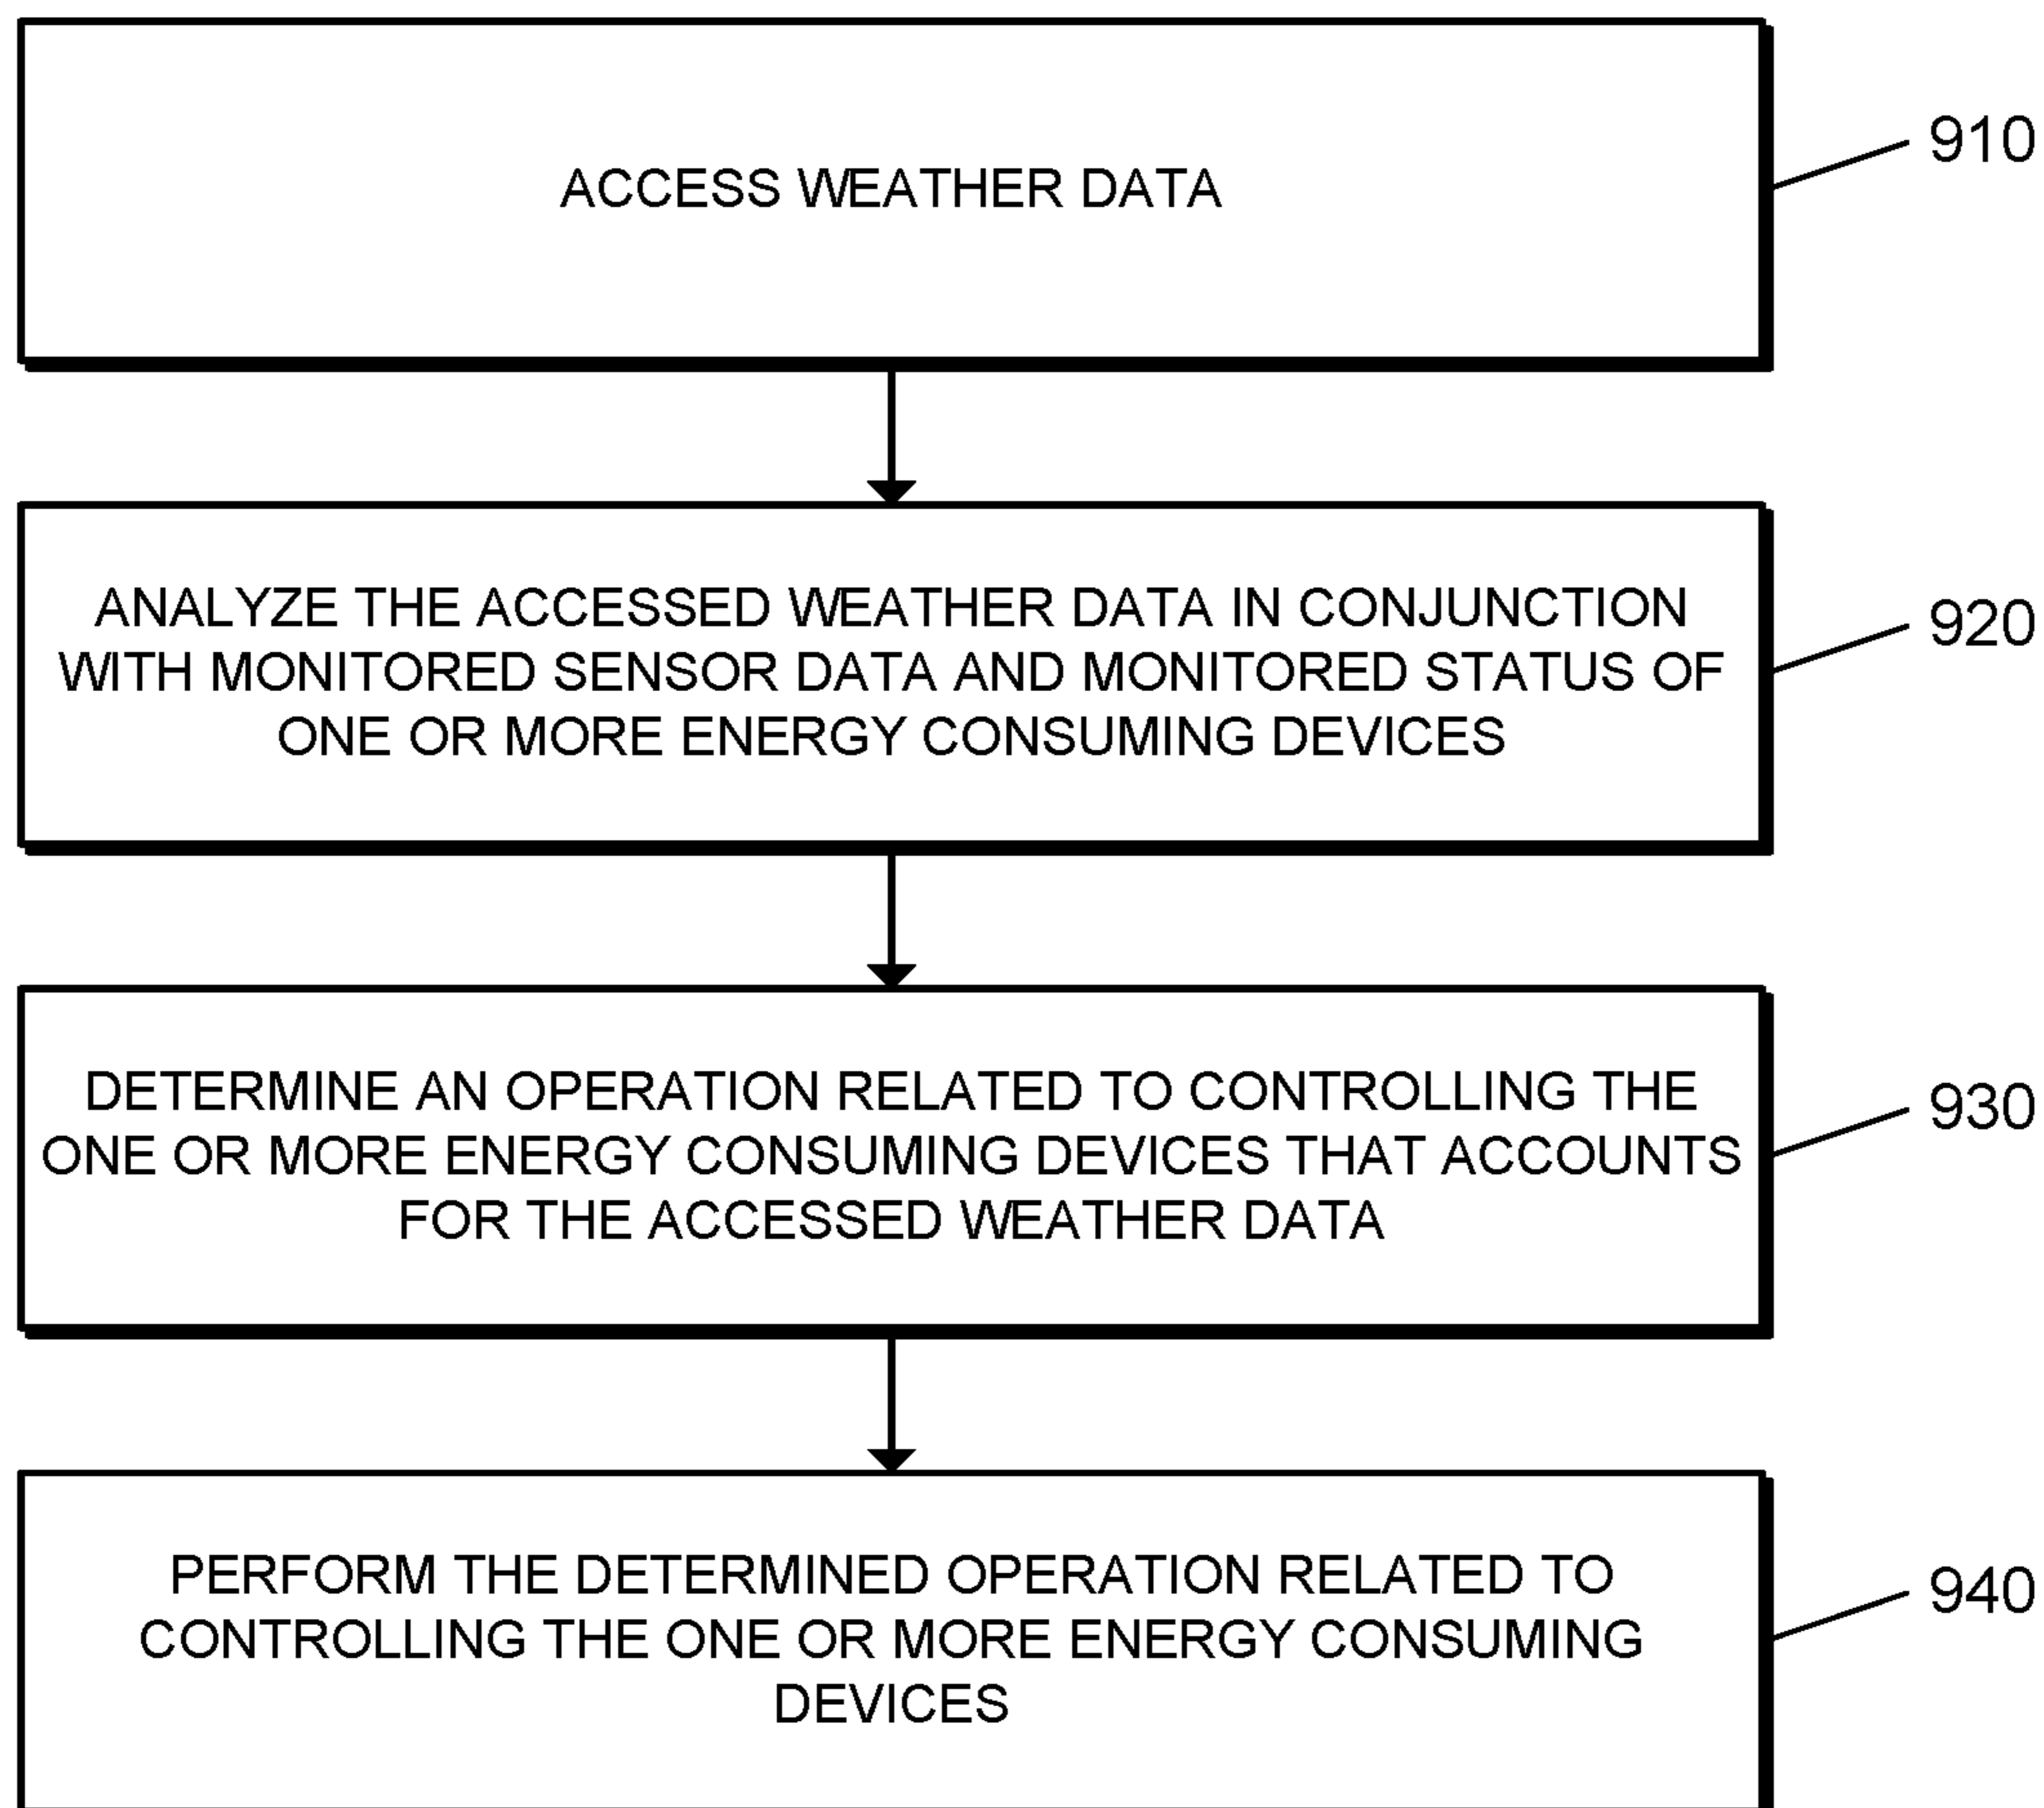 ACCESS WEATHER DATA
910
ANALYZE THE ACCESSED WEATHER DATA IN CONJUNCTION
WITH MONITORED SENSOR DATA AND MONITORED STATUS OF
ONE OR MORE ENERGY CONSUMING DEVICES
920
DETERMINE AN OPERATION RELATED TO CONTROLLING THE
ONE OR MORE ENERGY CONSUMING DEVICES THAT ACCOUNTS
FOR THE ACCESSED WEATHER DATA
930
PERFORM THE DETERMINED OPERATION RELATED TO
CONTROLLING THE ONE OR MORE ENERGY CONSUMING
DEVICES
940